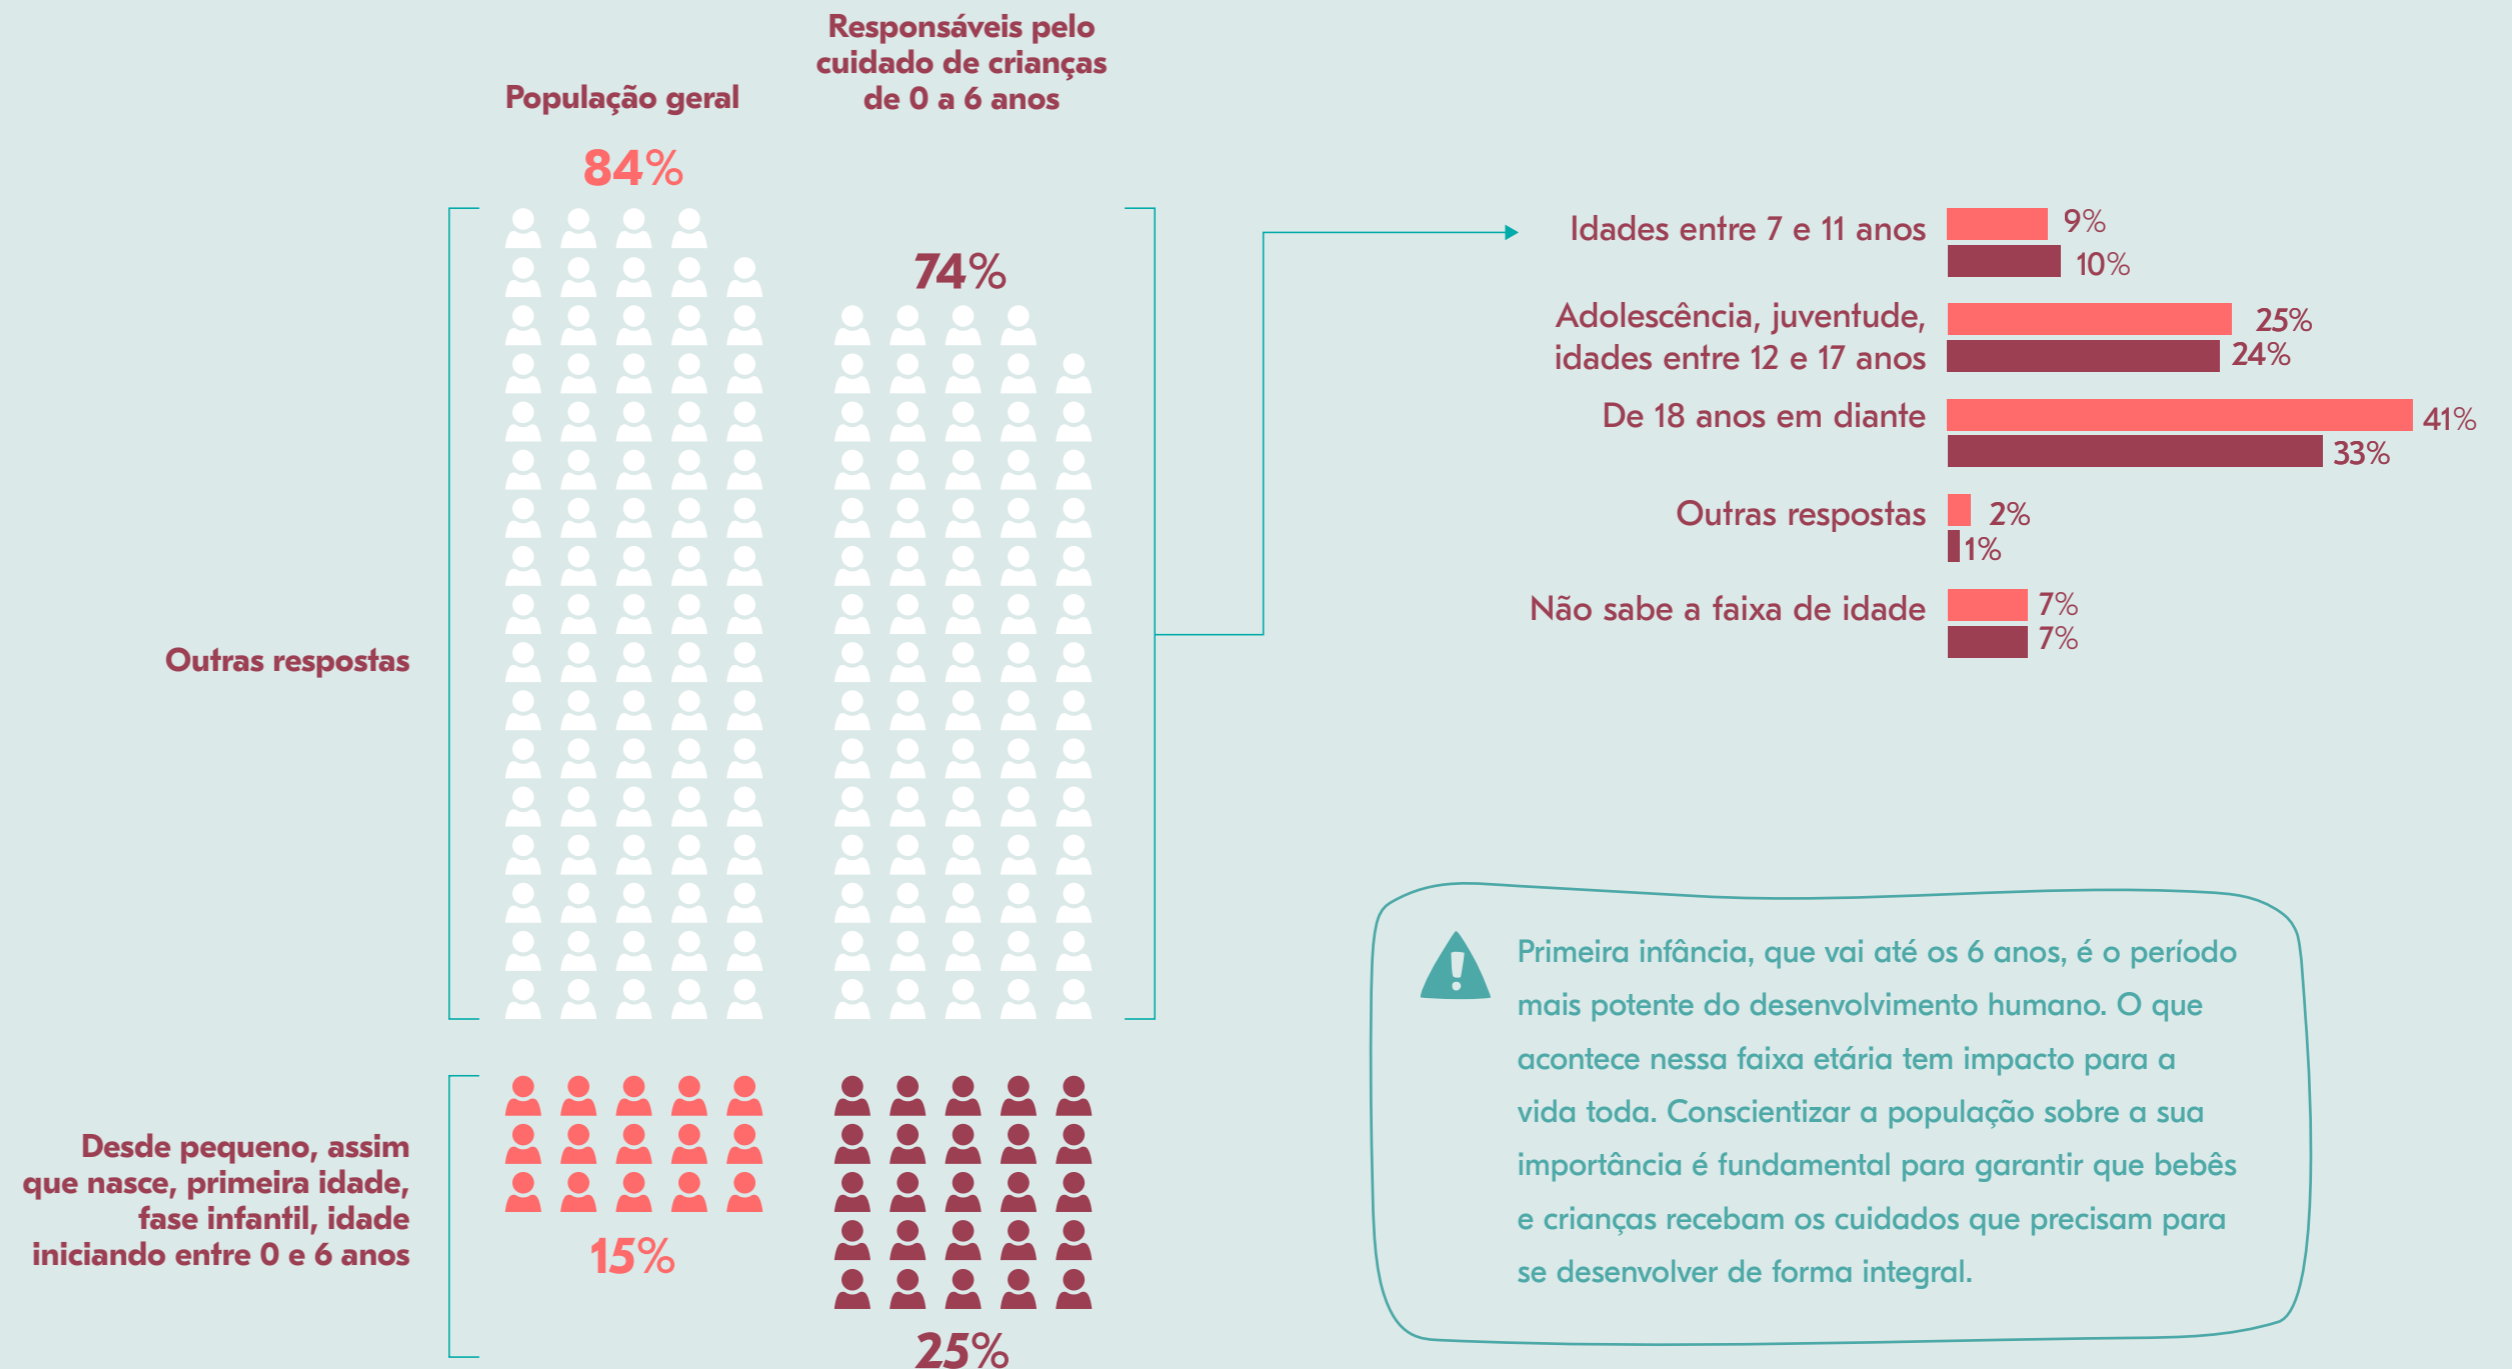 População geral
Responsáveis pelo
cuidado de crianças
de 0 a 6 anos
84%
74%
Outras respostas
Desde pequeno, assim
que nasce, primeira idade,
fase infantil, idade
iniciando entre 0 e 6 anos
15%
25%
Idades entre 7 e 11 anos
9%
10%
Adolescência, juventude,
idades entre 12 e 17 anos
25%
24%
De 18 anos em diante
41%
33%
Outras respostas
2%
1%
Não sabe a faixa de idade
7%
7%
Primeira infância, que vai até os 6 anos, é o período
mais potente do desenvolvimento humano. O que
acontece nessa faixa etária tem impacto para a
vida toda. Conscientizar a população sobre a sua
importância é fundamental para garantir que bebês
e crianças recebam os cuidados que precisam para
se desenvolver de forma integral.